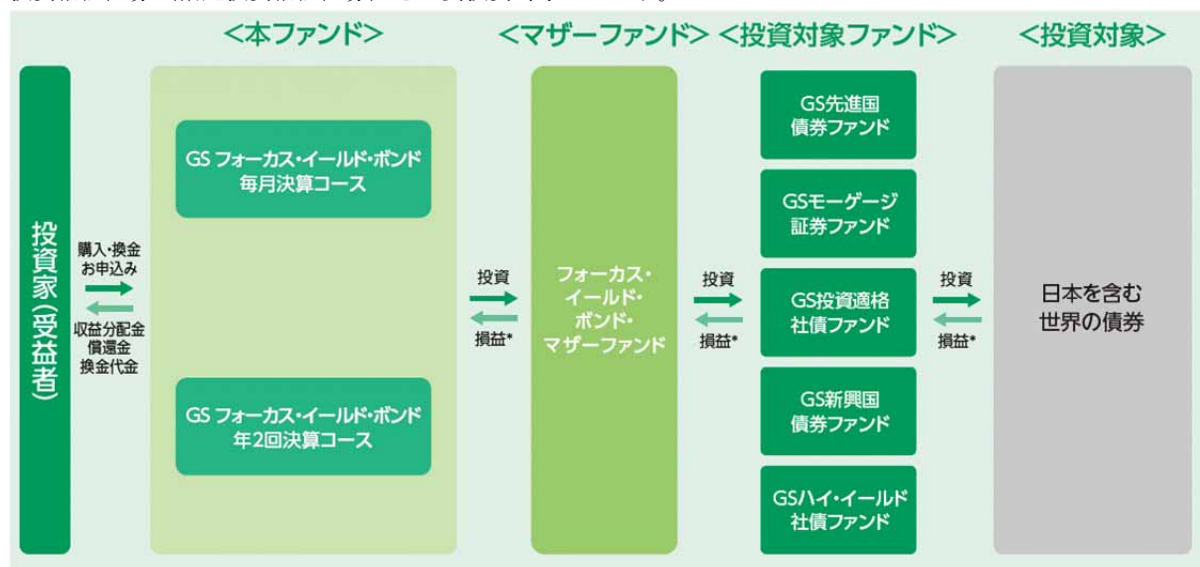 <本ファンド>
<マザーファンド>
<投資対象ファンド>
<投資対象>
投資家(受益者)
購入・換金
お申込み
収益分配金
償還金
換金代金
GS フォーカス・イールド・ボンド
毎月決算コース
GS フォーカス・イールド・ボンド
年2回決算コース
投資
損益*
フォーカス・
イールド・
ボンド・
マザーファンド
投資
損益*
GS先進国
債券ファンド
GSモーゲージ
証券ファンド
GS投資適格
社債ファンド
GS新興国
債券ファンド
GSハイ・イールド
社債ファンド
投資
損益*
日本を含む
世界の債券